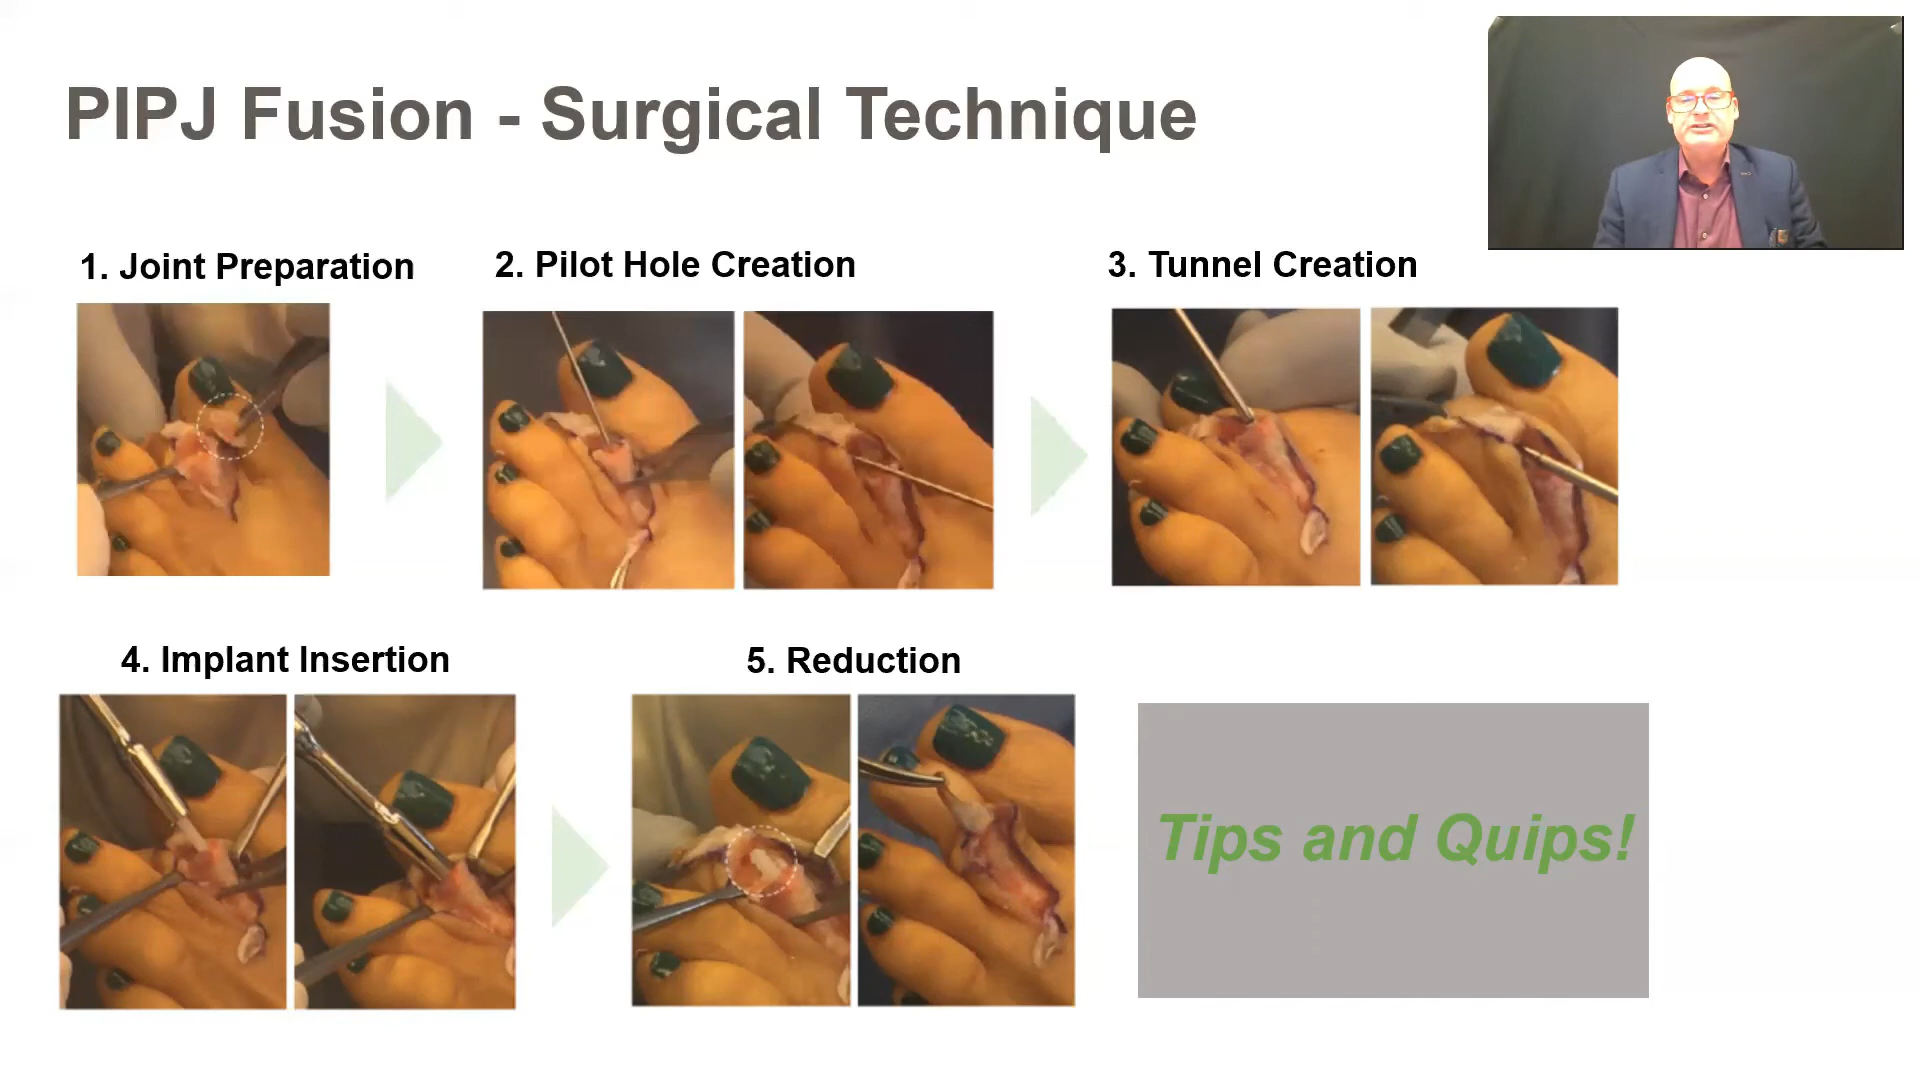 PIPJ Fusion - Surgical Technique
1. Joint Preparation
2. Pilot Hole Creation
3. Tunnel Creation
4. Implant Insertion
5. Reduction
Tips and Quips!